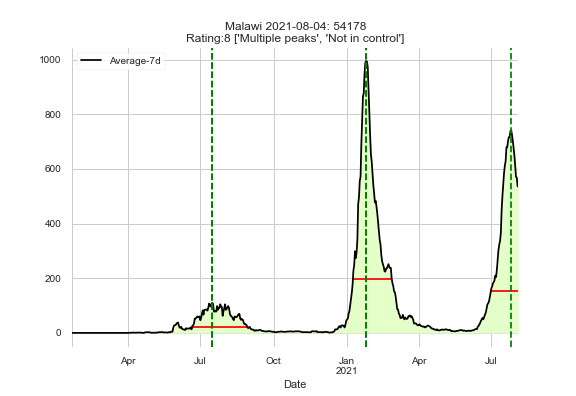 Malawi 2021-08-04: 54178
Rating:8 ['Multiple peaks', 'Not in control']
Average-7d
1000
800
600
400
200
0
Apr
Jul
Oct
Jan
2021
Apr
Jul
Date